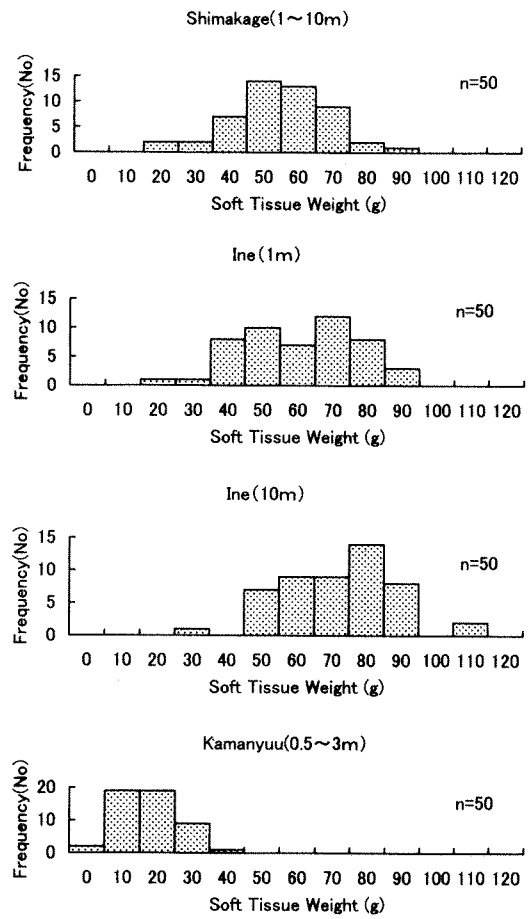 Shimakage(1～10m)
Frequency(No)
15
10
5
0
n=50
0 10 20 30 40 50 60 70 80 90 100 110 120
Soft Tissue Weight (g)
Ine(1m)
Frequency(No)
15
10
5
0
n=50
0 10 20 30 40 50 60 70 80 90 100 110 120
Soft Tissue Weight (g)
Ine(10m)
Frequency(No)
15
10
5
0
n=50
0 10 20 30 40 50 60 70 80 90 100 110 120
Soft Tissue Weight (g)
Kamanyuu(0.5～3m)
Frequency(No)
20
10
0
n=50
0 10 20 30 40 50 60 70 80 90 100 110 120
Soft Tissue Weight (g)